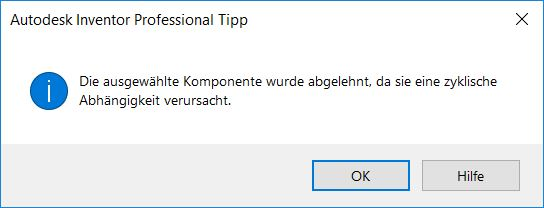 Autodesk Inventor Professional Tipp
Die ausgewählte Komponente wurde abgelehnt, da sie eine zyklische
Abhängigkeit verursacht.
OK
Hilfe